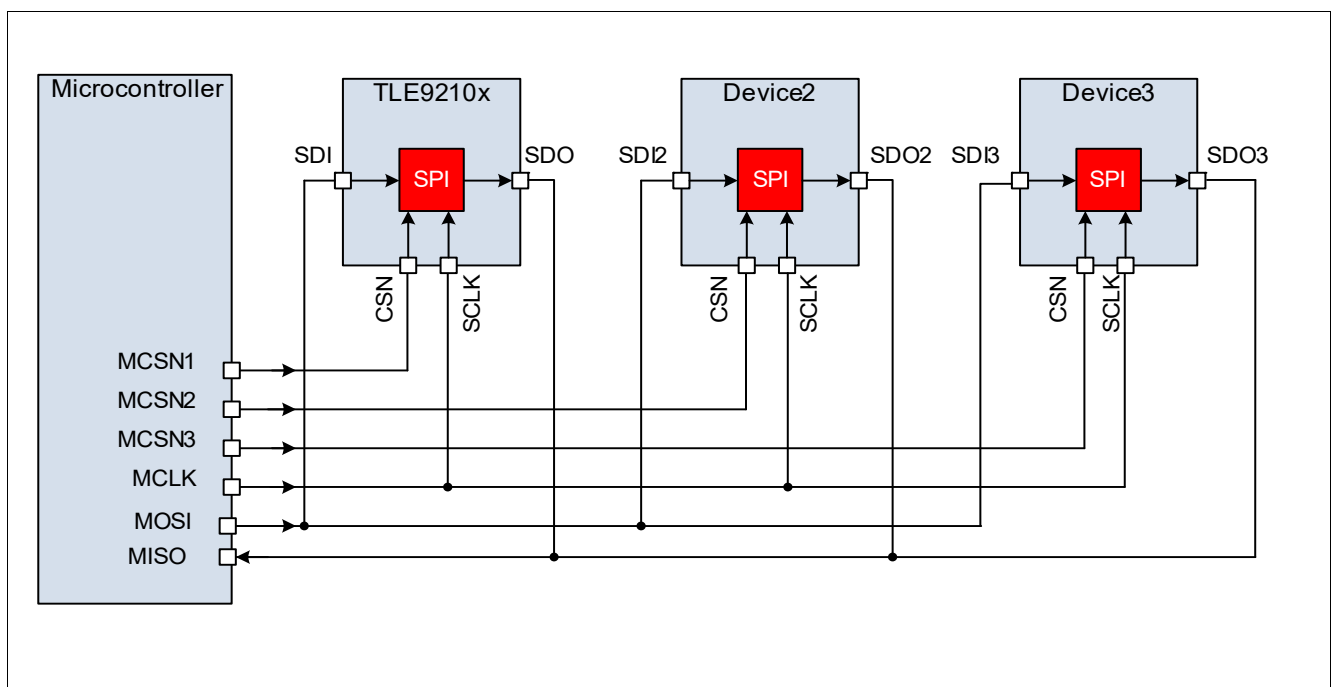 Microcontroller
TLE9210x
Device2
Device3
SDI
SPI
SDO
SDI2
SPI
SDO2
SDI3
SPI
SDO3
CSN
SCLK
CSN
SCLK
CSN
SCLK
MCSN1
MCSN2
MCSN3
MCLK
MOSI
MISO